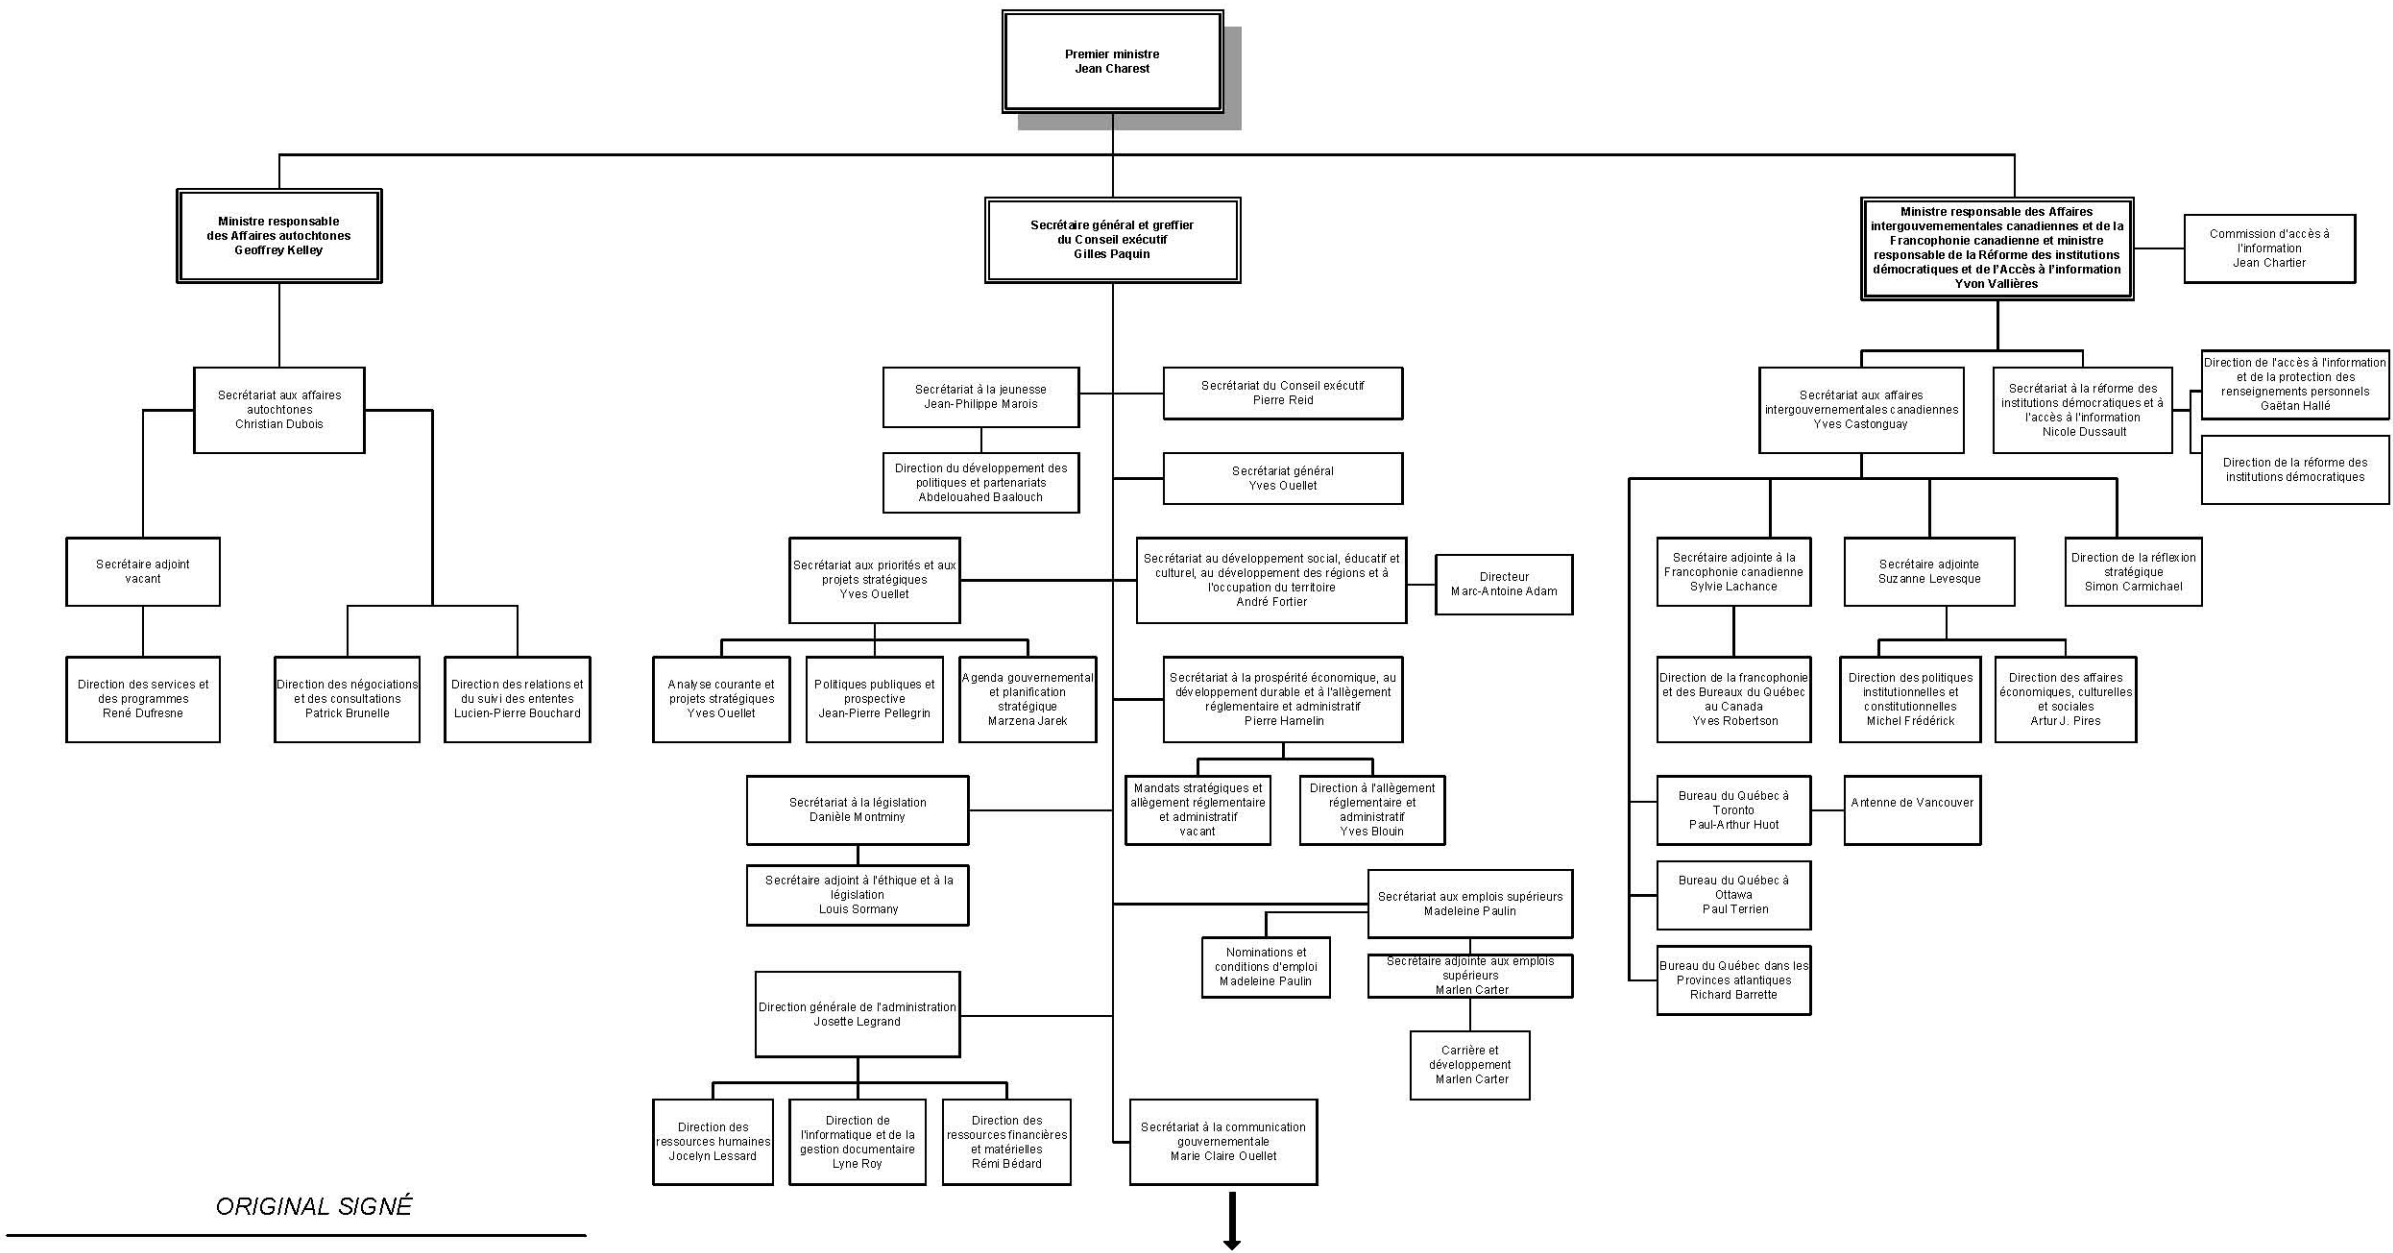 Premier ministre
Jean Charest
Ministre responsable
des Affaires autochtones
Geoffrey Kelley
Secrétaire général et greffier
du Conseil exécutif
Gilles Paquin
Ministre responsable des Affaires
intergouvernementales canadiennes et de la
Francophonie canadienne et ministre
responsable de la Réforme des institutions
démocratiques et de l'Accès à l'information
Yvon Vallières
Commission d'accès à
l'information
Jean Chartier
Secrétariat aux affaires
autochtones
Christian Dubois
Secrétariat à la jeunesse
Jean-Philippe Marois
Secrétariat du Conseil exécutif
Pierre Reid
Secrétariat aux affaires
intergouvernementales canadiennes
Yves Castonguay
Secrétariat à la réforme des
institutions démocratiques et à
l'accès à l'information
Nicole Dussault
Direction de l'accès à l'information
et de la protection des
renseignements personnels
Gaëtan Hallé
Direction de la réforme des
institutions démocratiques
Direction du développement des
politiques et partenariats
Abdelouahed Baalouch
Secrétariat général
Yves Ouellet
Secrétaire adjoint
vacant
Secrétariat aux priorités et aux
projets stratégiques
Yves Ouellet
Secrétariat au développement social, éducatif et
culturel, au développement des régions et à
l'occupation du territoire
André Fortier
Directeur
Marc-Antoine Adam
Secrétaire adjointe à la
Francophonie canadienne
Sylvie Lachance
Secrétaire adjointe
Suzanne Levesque
Direction de la réflexion
stratégique
Simon Carmichael
Direction des services et
des programmes
René Dufresne
Direction des négociations
et des consultations
Patrick Brunelle
Direction des relations et
du suivi des ententes
Lucien-Pierre Bouchard
Analyse courante et
projets stratégiques
Yves Ouellet
Politiques publiques et
prospective
Jean-Pierre Pellegrin
Agenda gouvernemental
et planification
stratégique
Marzena Jarek
Secrétariat à la prospérité économique, au
développement durable et à l'allègement
réglementaire et administratif
Pierre Hamelin
Direction de la francophonie
et des Bureaux du Québec
au Canada
Yves Robertson
Direction des politiques
institutionnelles et
constitutionnelles
Michel Frédérick
Direction des affaires
économiques, culturelles
et sociales
Artur J. Pires
Secrétariat à la législation
Danièle Montminy
Mandats stratégiques et
allègement réglementaire
et administratif
vacant
Direction à l'allègement
réglementaire et
administratif
Yves Blouin
Bureau du Québec à
Toronto
Paul-Arthur Huot
Antenne de Vancouver
Secrétaire adjoint à l'éthique et à la
législation
Louis Sormany
Secrétariat aux emplois supérieurs
Madeleine Paulin
Bureau du Québec à
Ottawa
Paul Terrien
Nominations et
conditions d'emploi
Madeleine Paulin
Secrétaire adjointe aux emplois
supérieurs
Marlen Carter
Bureau du Québec dans les
Provinces atlantiques
Richard Barrette
Direction générale de l'administration
Josette Legrand
Carrière et
développement
Marlen Carter
Direction des
ressources humaines
Jocelyn Lessard
Direction de
l'informatique et de la
gestion documentaire
Lyne Roy
Direction des
ressources financières
et matérielles
Rémi Bédard
Secrétariat à la communication
gouvernementale
Marie Claire Ouellet
ORIGINAL SIGNÉ